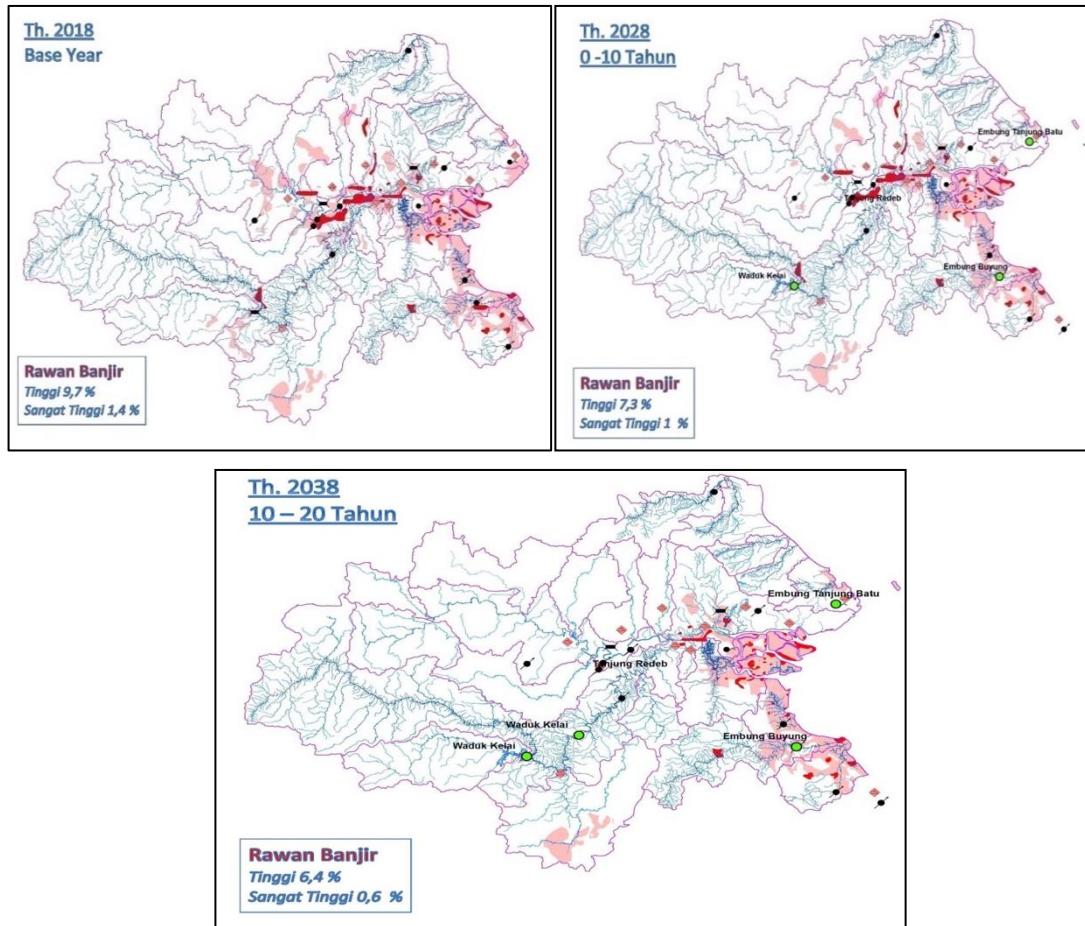 Th. 2018
Base Year
Rawan Banjir
Tinggi 9,7 %
Sangat Tinggi 1,4 %
Th. 2028
0 -10 Tahun
Embung Tanjung Batu
Tanjung Redeb
Waduk Kelai
Embung Buyung
Rawan Banjir
Tinggi 7,3 %
Sangat Tinggi 1 %
Th. 2038
10 – 20 Tahun
Embung Tanjung Batu
Tanjung Redeb
Waduk Kelai
Waduk Kelai
Embung Buyung
Rawan Banjir
Tinggi 6,4 %
Sangat Tinggi 0,6 %